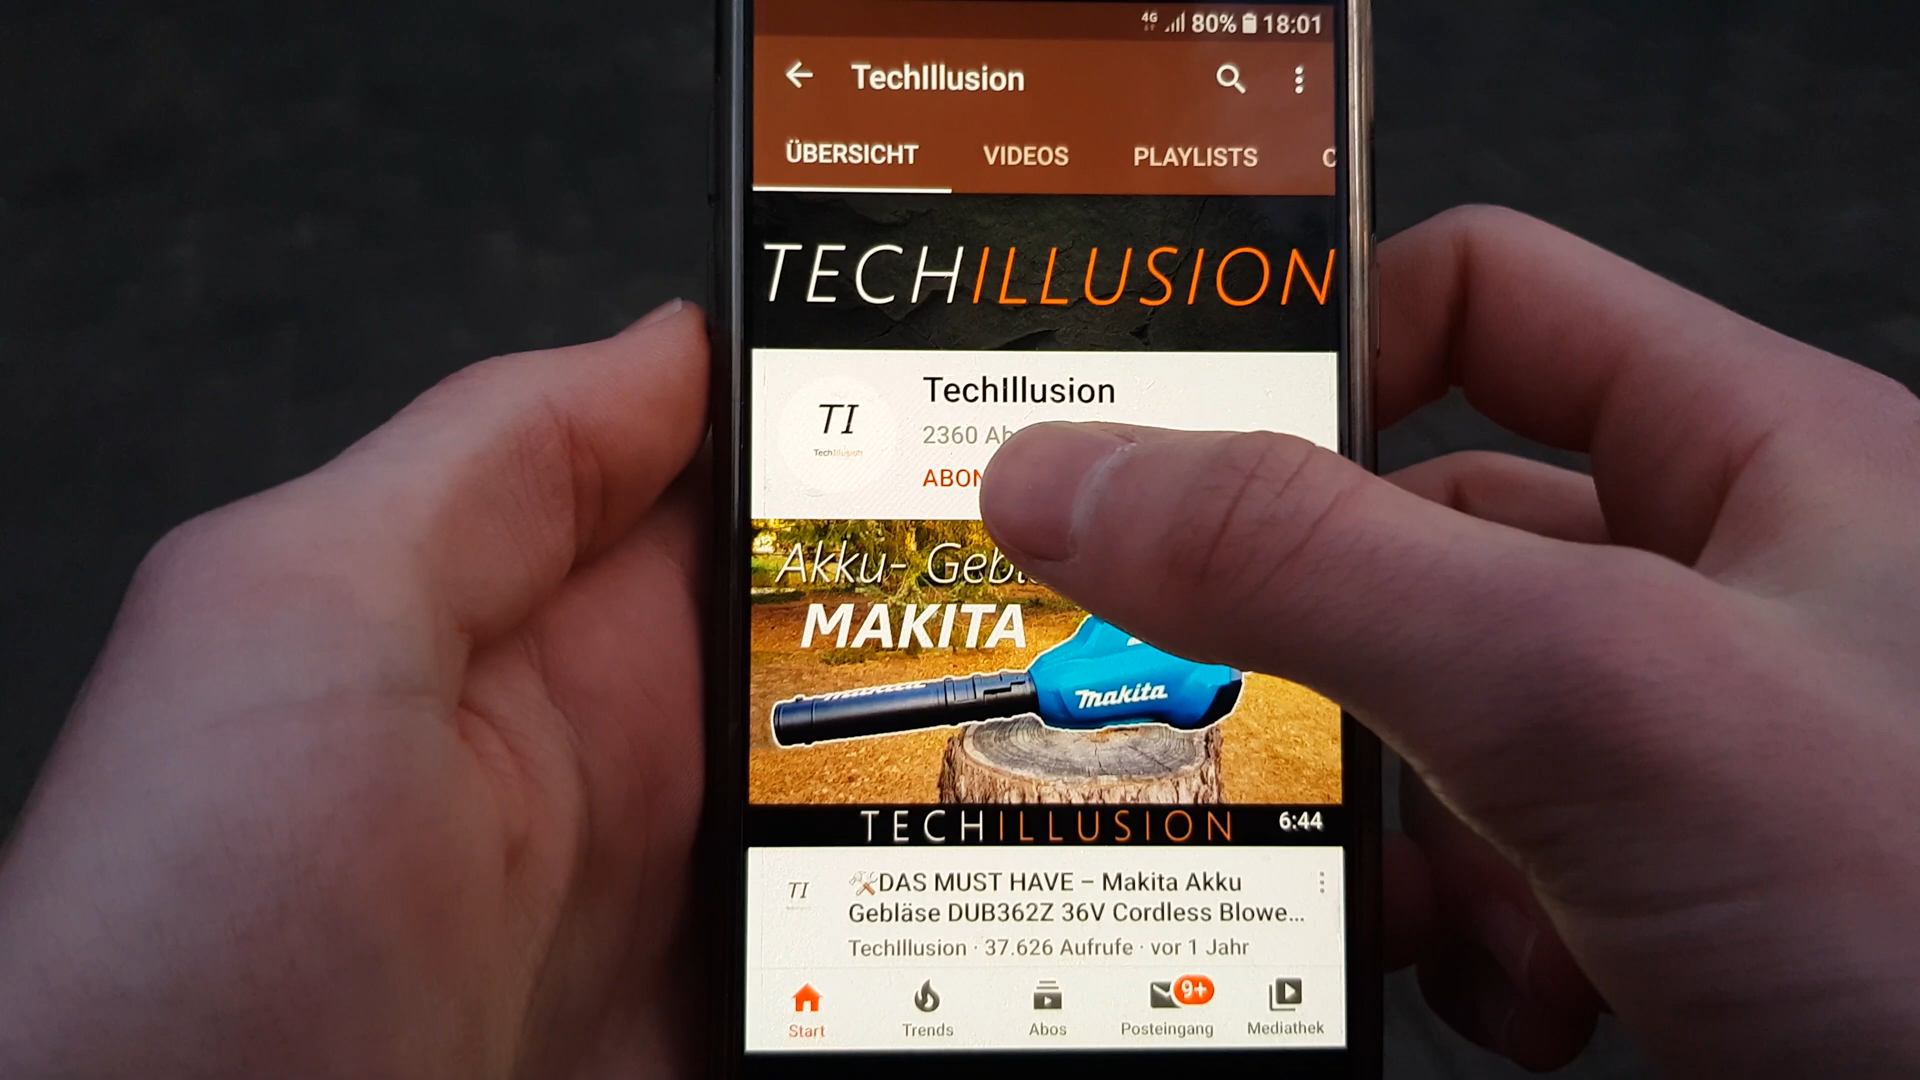 4G 80% 18:01
TechIllusion
ÜBERSICHT VIDEOS PLAYLISTS
TECHILLUSION
TechIllusion
TI
2360
TechIllusion
Akku-
MAKITA
makita
TECHILLUSION 6:44
DAS MUST HAVE – Makita Akku
TI
Gebläse DUB362Z 36V Cordless Blowe...
TechIllusion · 37.626 Aufrufe · vor 1 Jahr
9+
Start Trends Abos Posteingang Mediathek